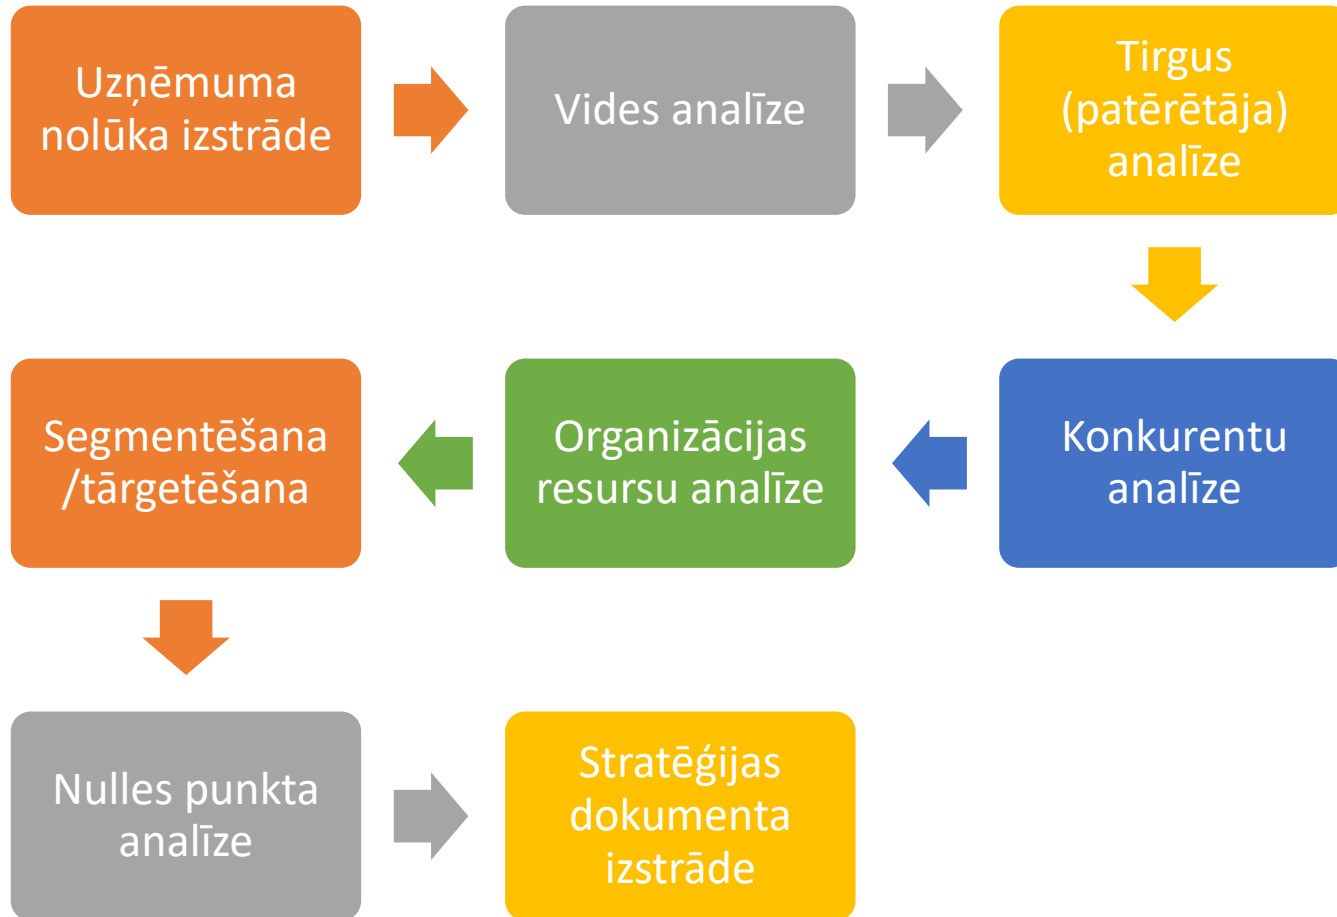 Uzņēmuma
nolūka izstrāde
Vides analīze
Tirgus
(patērētāja)
analīze
Segmentēšana
/tārgetēšana
Organizācijas
resursu analīze
Konkurentu
analīze
Nulles punkta
analīze
Stratēģijas
dokumenta
izstrāde